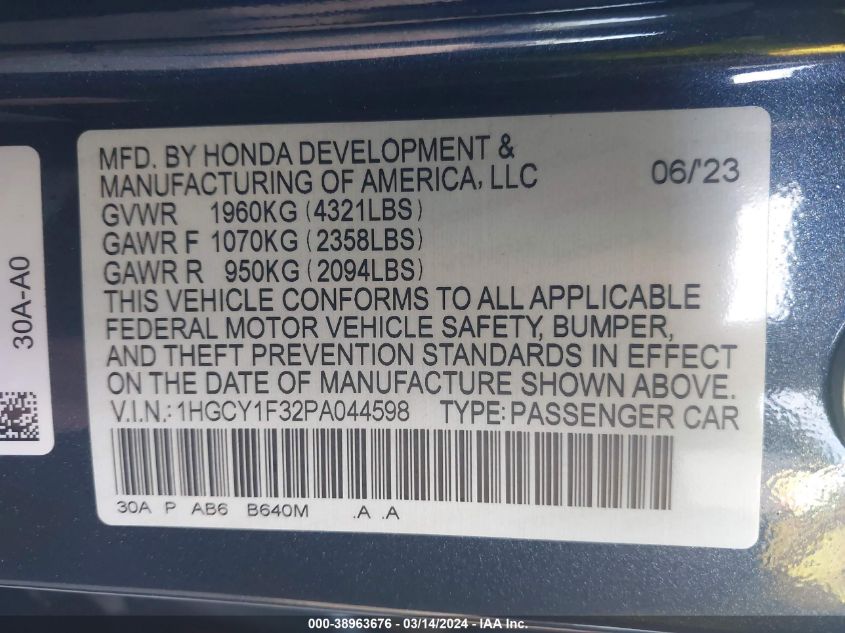 MFD. BY HONDA DEVELOPMENT &
MANUFACTURING OF AMERICA, LLC 06/'23
GVWR 1960KG (4321LBS)
GAWR F 1070KG (2358LBS)
GAWR R 950KG (2094LBS)
THIS VEHICLE CONFORMS TO ALL APPLICABLE
FEDERAL MOTOR VEHICLE SAFETY, BUMPER,
AND THEFT PREVENTION STANDARDS IN EFFECT
ON THE DATE OF MANUFACTURE SHOWN ABOVE.
V.I.N.: 1HGCY1F32PA044598 TYPE: PASSENGER CAR
30A P AB6 B640M .A .A
30A-A0
000-38963676 - 03/14/2024 - IAA Inc.